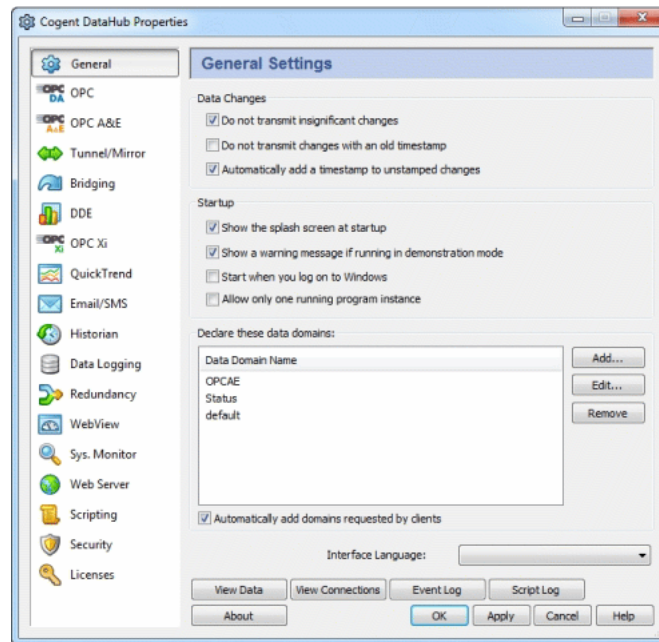 Cogent DataHub Properties
General
OPC DA OPC
OPC A&E OPC A&E
Tunnel/Mirror
Bridging
DDE
OPC Xi OPC Xi
QuickTrend
Email/SMS
Historian
Data Logging
Redundancy
WebView
Sys. Monitor
Web Server
Scripting
Security
Licenses
General Settings
Data Changes
Do not transmit insignificant changes
Do not transmit changes with an old timestamp
Automatically add a timestamp to unstamped changes
Startup
Show the splash screen at startup
Show a warning message if running in demonstration mode
Start when you log on to Windows
Allow only one running program instance
Declare these data domains:
Data Domain Name
OPCAE
Status
default
Add...
Edit...
Remove
Automatically add domains requested by clients
Interface Language:
View Data View Connections Event Log Script Log
About OK Apply Cancel Help